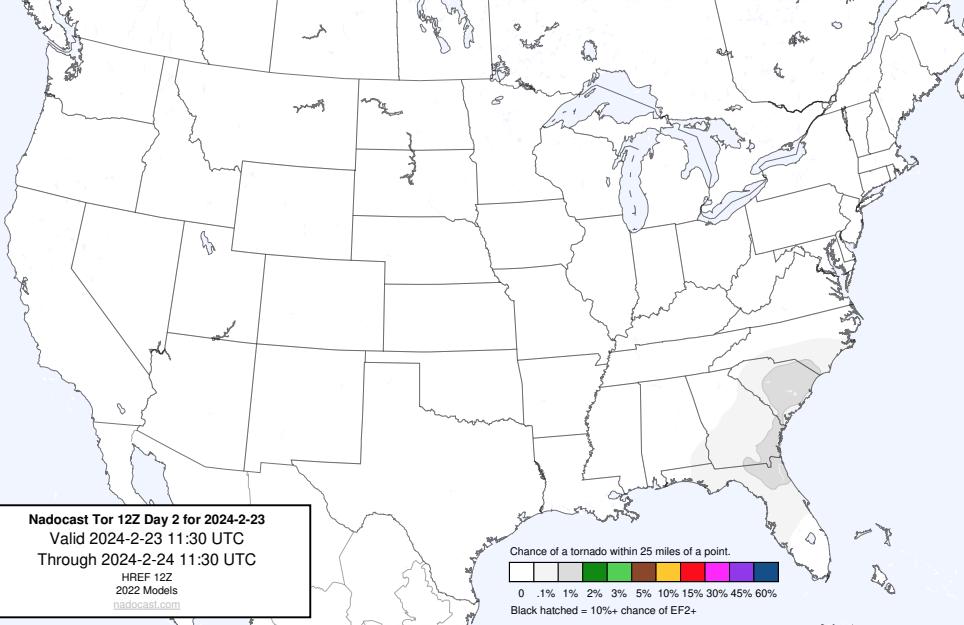 Nadocast Tor 12Z Day 2 for 2024-2-23
Valid 2024-2-23 11:30 UTC
Through 2024-2-24 11:30 UTC
HREF 12Z
2022 Models
nadocast.com
Chance of a tornado within 25 miles of a point.
0 .1% 1% 2% 3% 5% 10% 15% 30% 45% 60%
Black hatched = 10%+ chance of EF2+